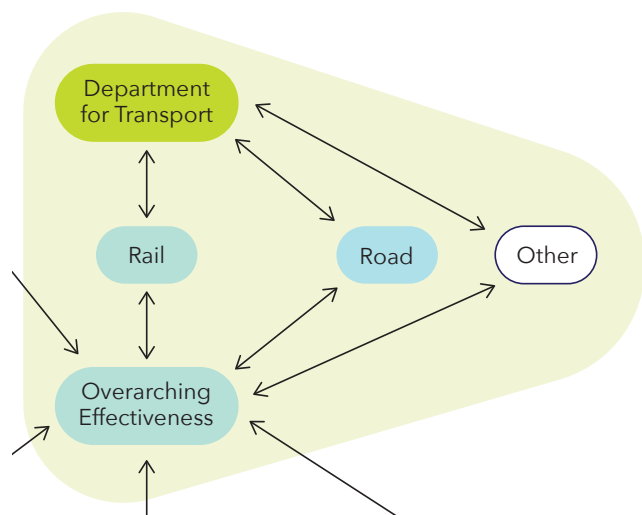 Department
for Transport
Rail
Road
Other
Overarching
Effectiveness